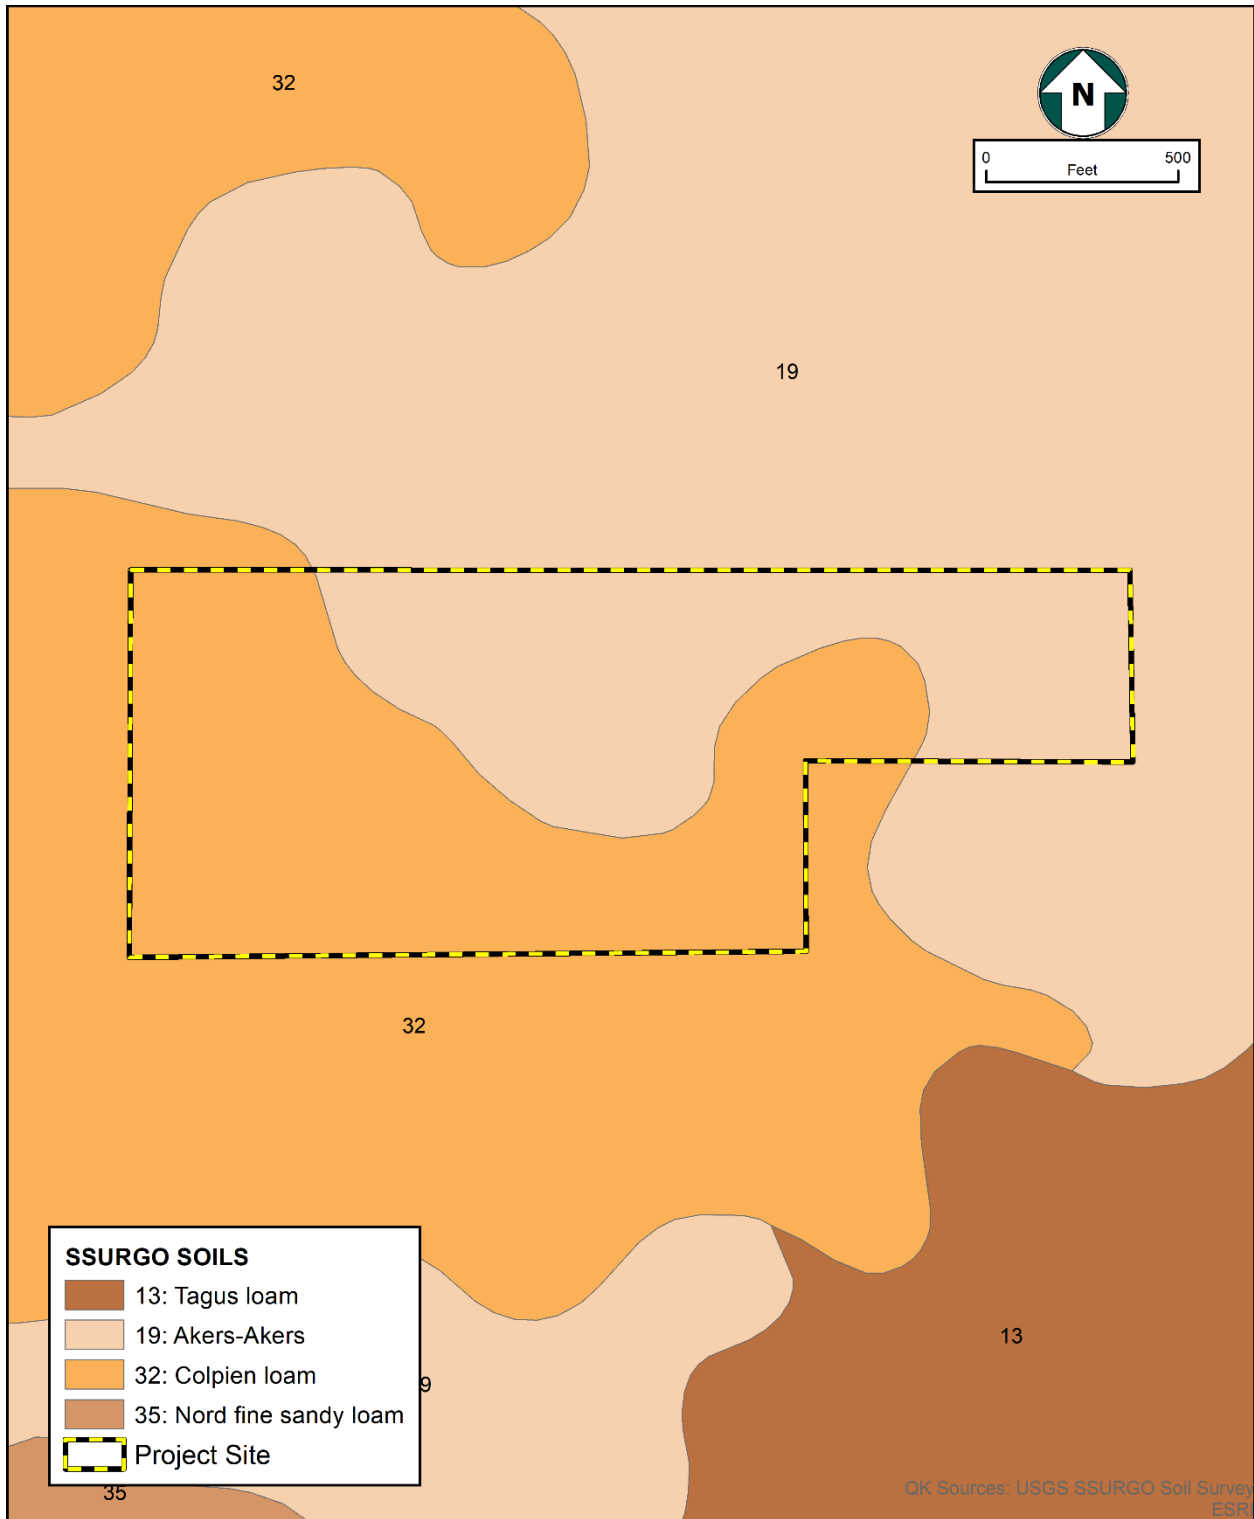 32
N
0 500
Feet
19
32
SSURGO SOILS
13: Tagus loam
19: Akers-Akers
32: Colpien loam
35: Nord fine sandy loam
Project Site
9
13
35
QK Sources: USGS SSURGO Soil Survey
ESRI